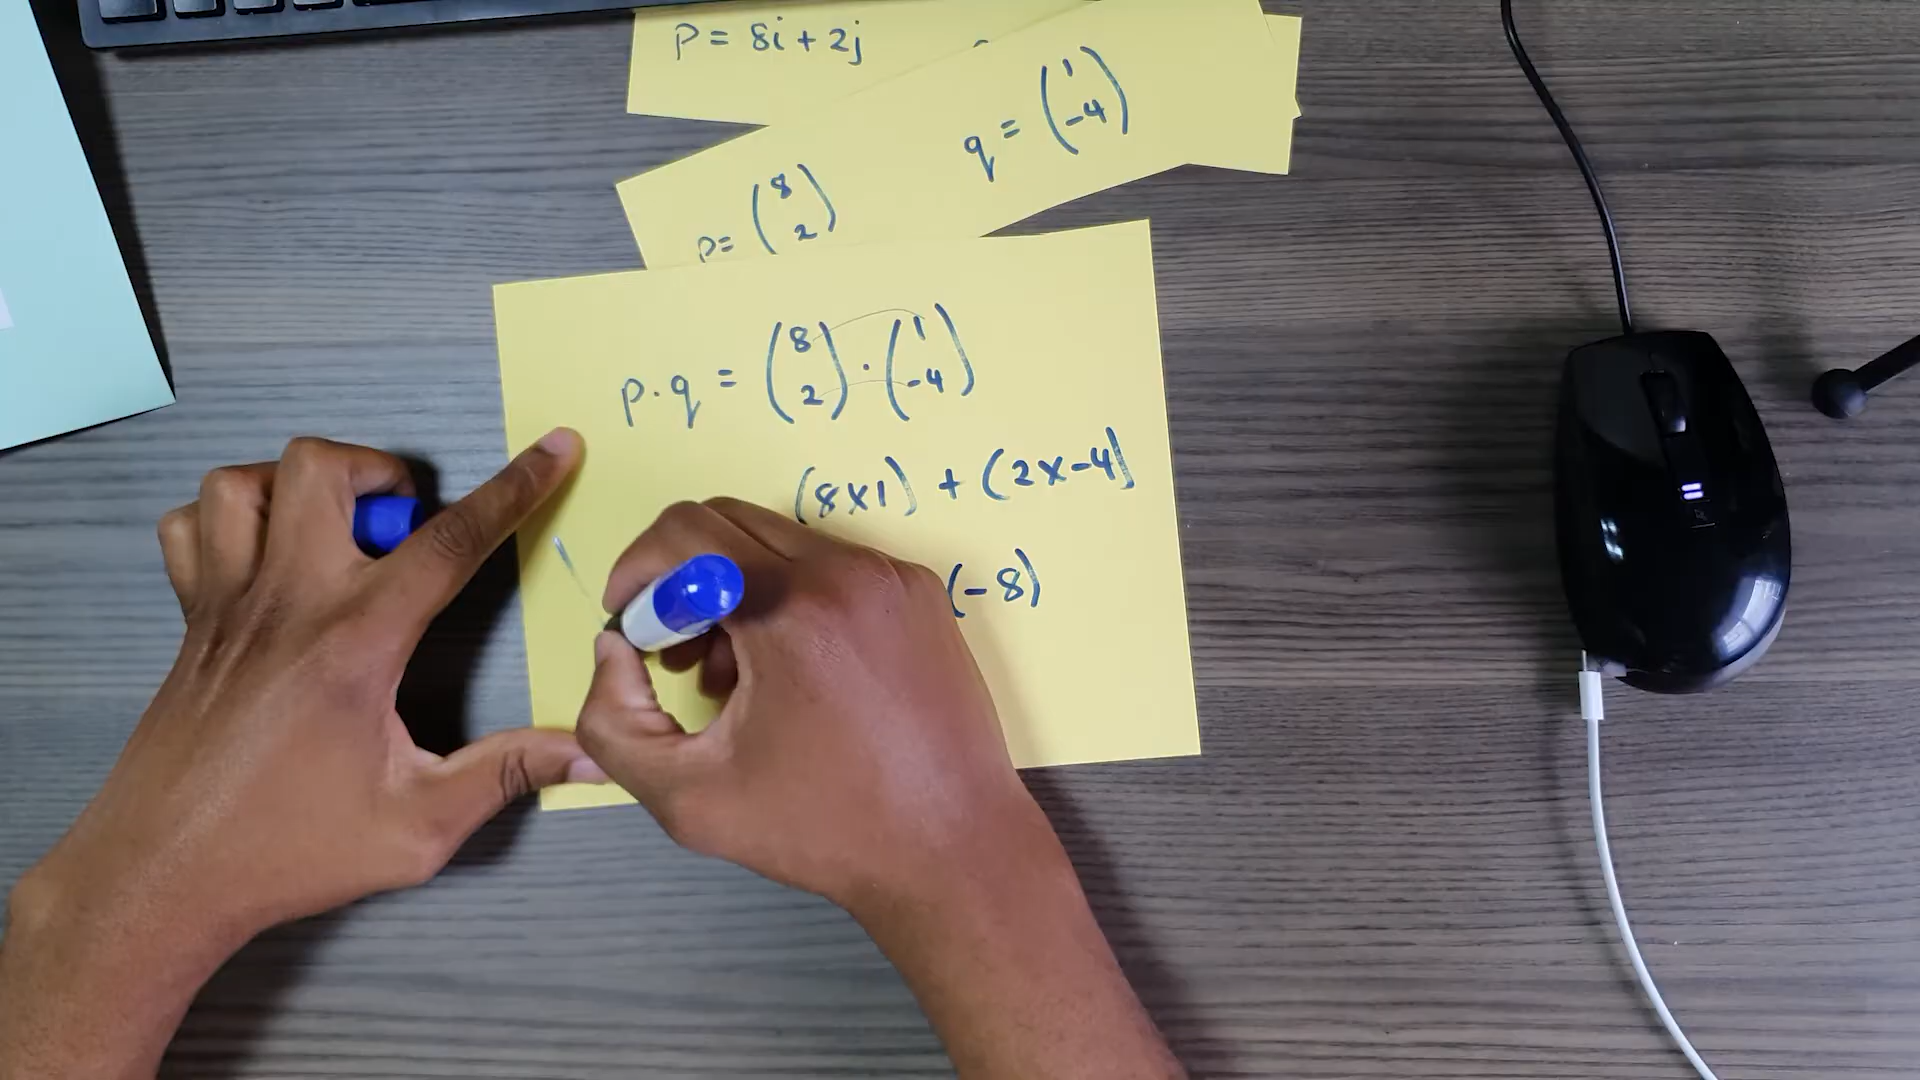 p = 8i + 2j
q = (1 -4)
p = (8 2)
p · q = (8 2) · (1 -4)
(8x1) + (2x-4)
(-8)